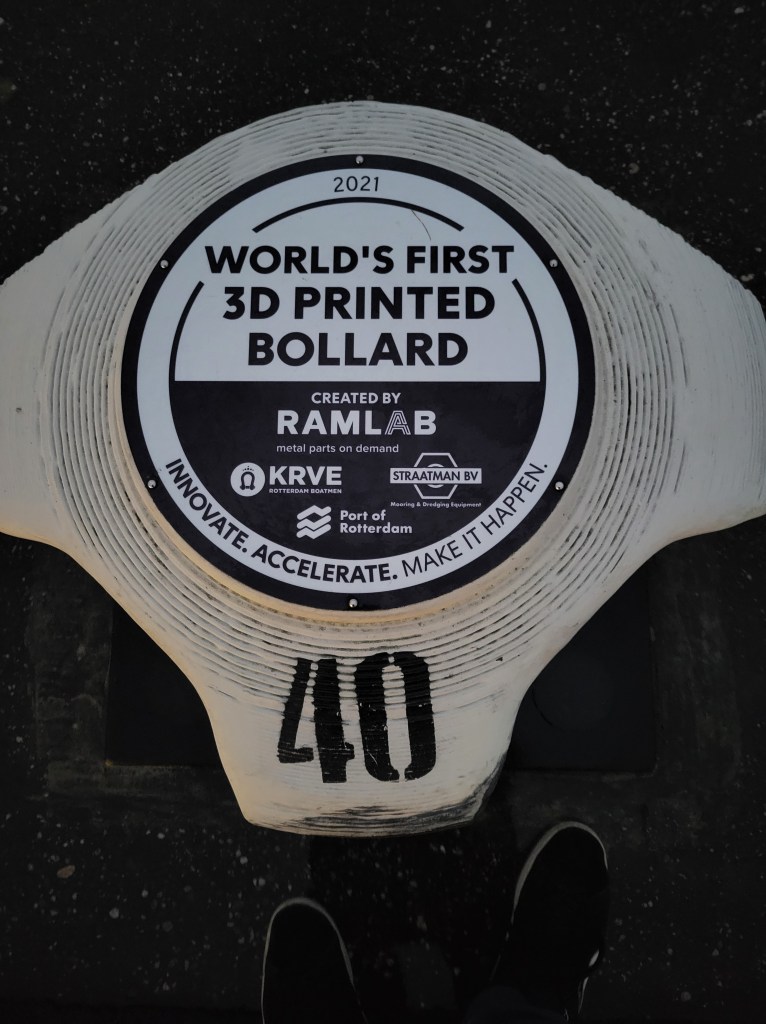 2021
WORLD'S FIRST
3D PRINTED
BOLLARD
CREATED BY
RAMLAB
metal parts on demand
KRVE
ROTTERDAM BOATMEN
STRAATMAN BV
Mooring & Dredging Equipment
Port of
Rotterdam
INNOVATE. ACCELERATE. MAKE IT HAPPEN.
40